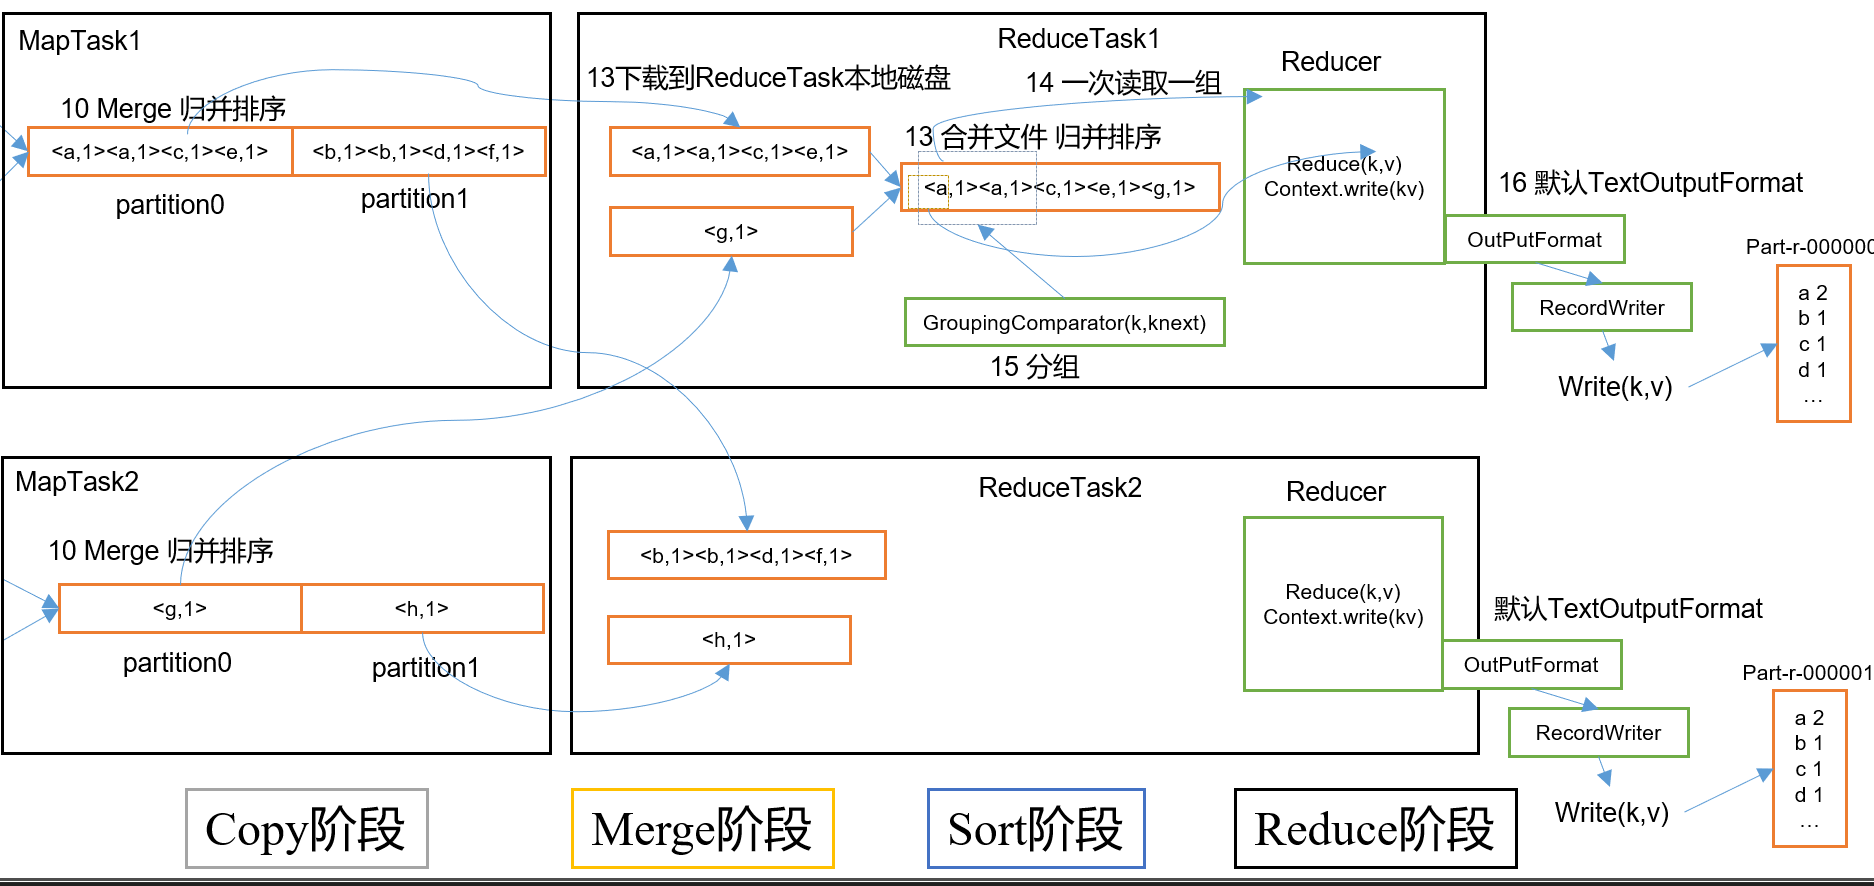 MapTask1
10 Merge 归并排序
<a,1><a,1><c,1><e,1>
<b,1><b,1><d,1><f,1>
partition0
partition1
ReduceTask1
13下载到ReduceTask本地磁盘
14 一次读取一组
Reducer
<a,1><a,1><c,1><e,1>
13 合并文件 归并排序
<a,1><a,1><c,1><e,1><g,1>
<g,1>
Reduce(k,v)
Context.write(kv)
GroupingComparator(k,knext)
15 分组
16 默认TextOutputFormat
OutPutFormat
RecordWriter
Write(k,v)
Part-r-000000
a 2
b 1
c 1
d 1
...
MapTask2
10 Merge 归并排序
<g,1>
<h,1>
partition0
partition1
ReduceTask2
Reducer
<b,1><b,1><d,1><f,1>
<h,1>
Reduce(k,v)
Context.write(kv)
默认TextOutputFormat
OutPutFormat
RecordWriter
Write(k,v)
Part-r-000001
a 2
b 1
c 1
d 1
...
Copy阶段
Merge阶段
Sort阶段
Reduce阶段